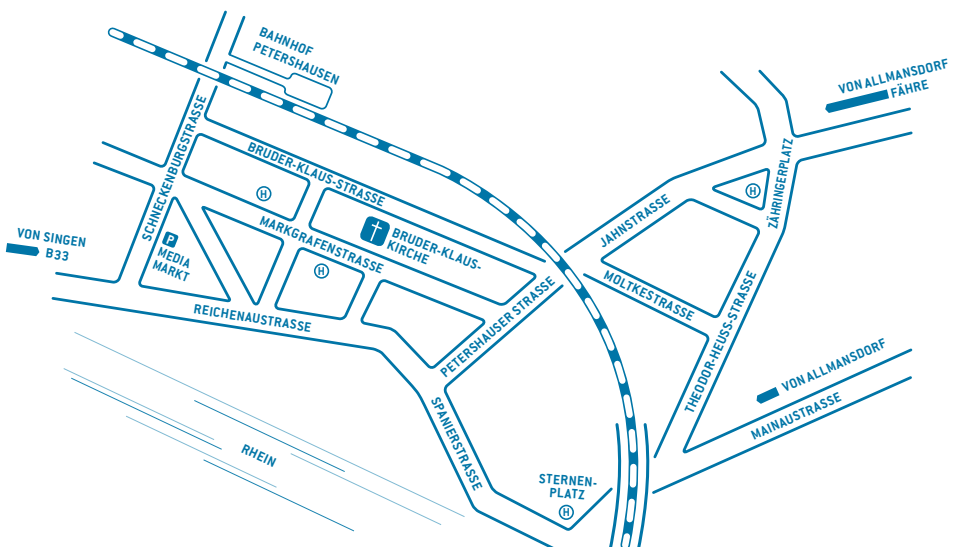 BAHNHOF
PETERSHAUSEN
VON ALLMANSDORF
FÄHRE
SCHNECKENBURGSTRASSE
BRUDER-KLAUS-STRASSE
ZÄHRINGERPLATZ
H
H
JAHNSTRASSE
MARKGRAFENSTRASSE
BRUDER-KLAUS-
KIRCHE
VON SINGEN
B33
P
MEDIA
MARKT
H
MOLTKESTRASSE
PETERSHAUSER STRASSE
REICHENAUSTRASSE
THEODOR-HEUSS-STRASSE
VON ALLMANSDORF
MAINAUSTRASSE
SPANIERSTRASSE
RHEIN
STERNEN-
PLATZ
H